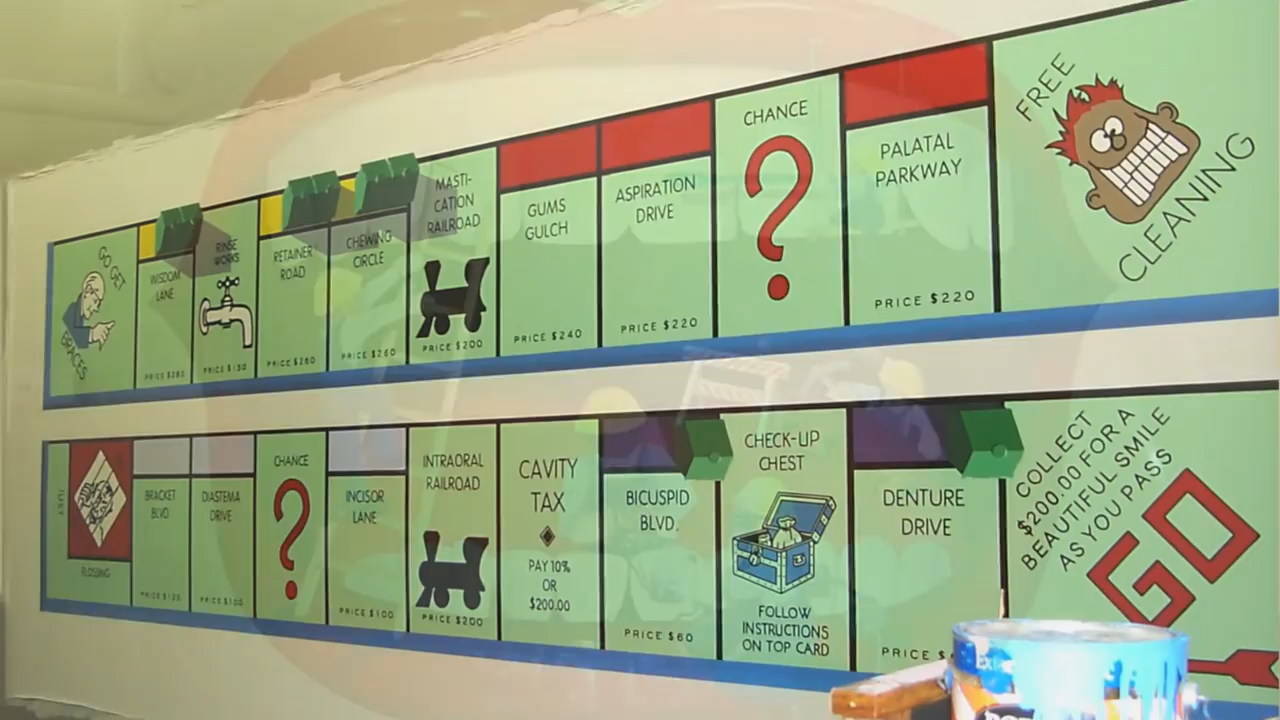 GO GET
BRACES
WISDOM
LANE
PRICE $280
RINSE
WORKS
PRICE $150
RETAINER
ROAD
PRICE $260
CHEWING
CIRCLE
PRICE $260
MASTI-
CATION
RAILROAD
PRICE $200
GUMS
GULCH
PRICE $240
ASPIRATION
DRIVE
PRICE $220
CHANCE
?
PALATAL
PARKWAY
PRICE $220
FREE
CLEANING
JUST
FLOSSING
BRACKET
BLVD
PRICE $120
DIASTEMA
DRIVE
PRICE $100
CHANCE
?
INCISOR
LANE
PRICE $100
INTRAORAL
RAILROAD
PRICE $200
CAVITY
TAX
PAY 10%
OR
$200.00
BICUSPID
BLVD.
PRICE $60
CHECK-UP
CHEST
FOLLOW
INSTRUCTIONS
ON TOP CARD
DENTURE
DRIVE
PRICE
COLLECT
$200.00 FOR A
BEAUTIFUL SMILE
AS YOU PASS
GO